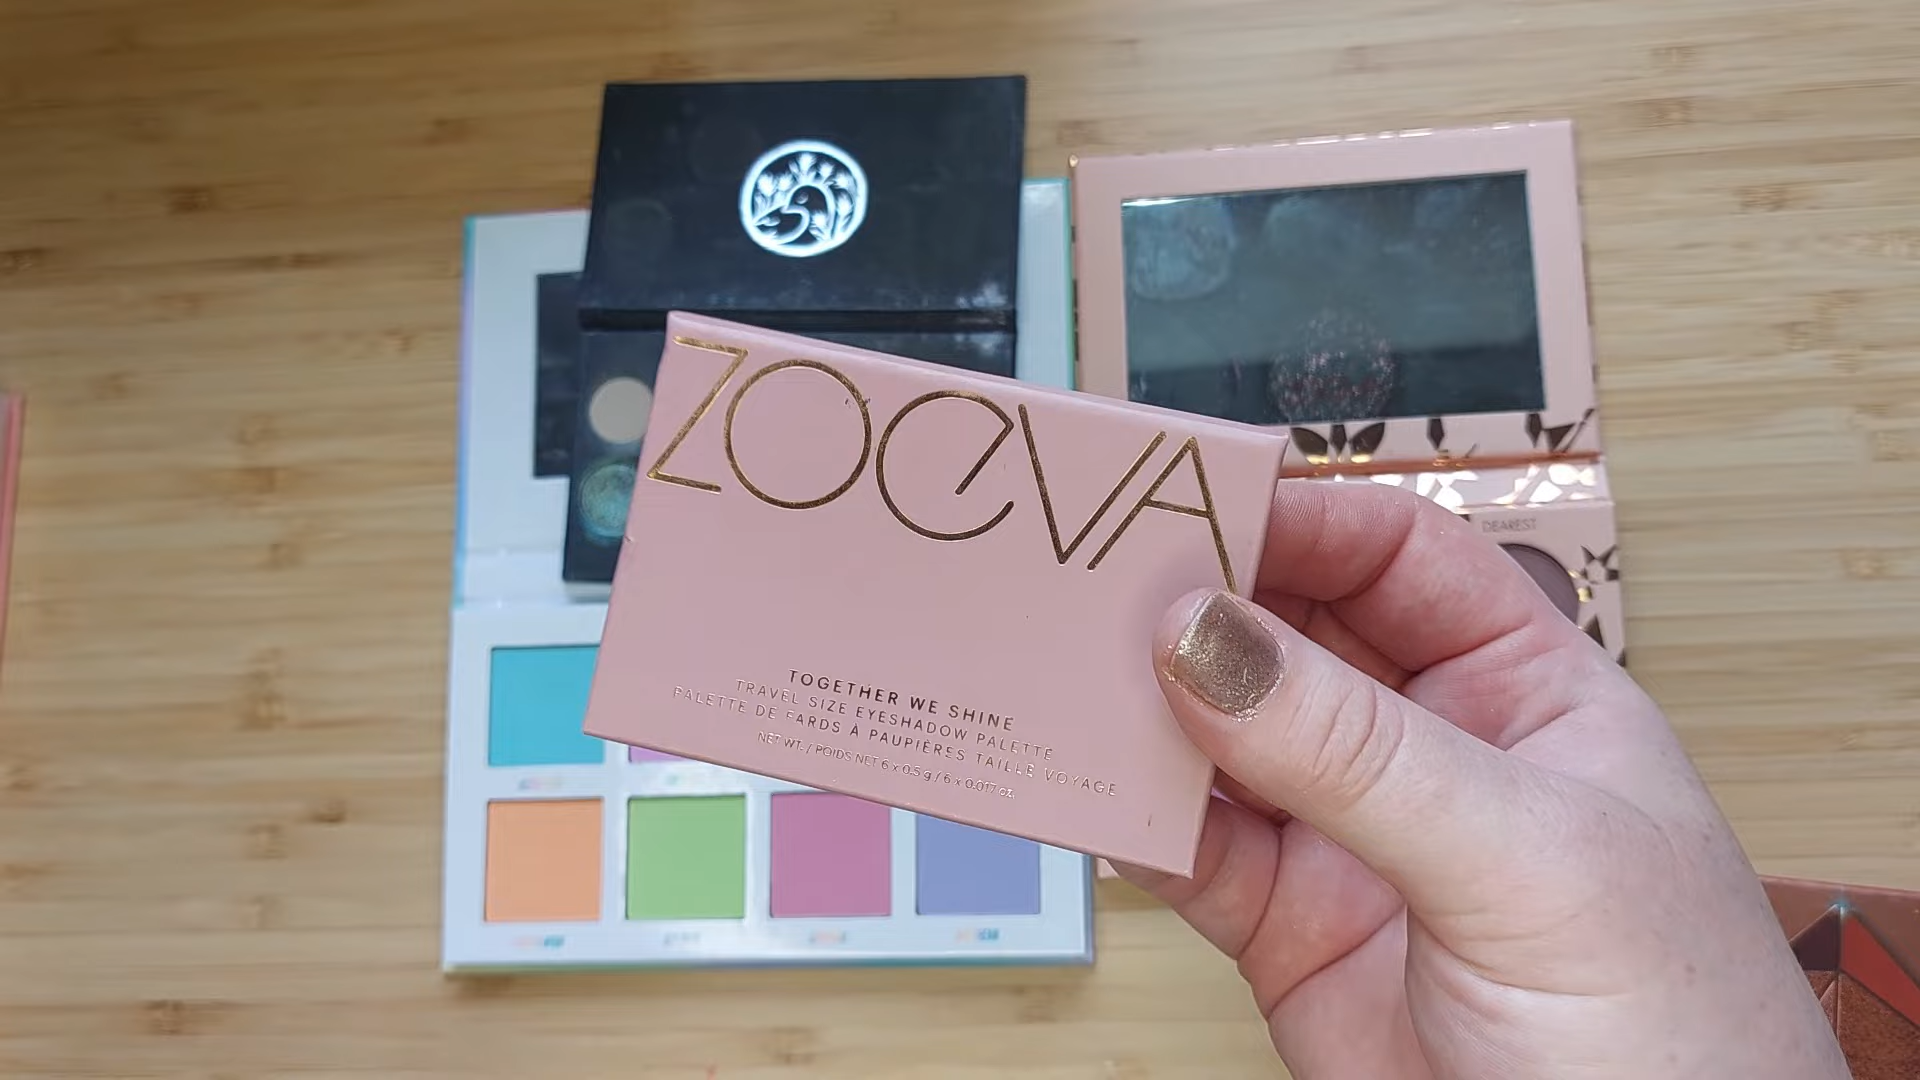 ZOEVA
TOGETHER WE SHINE
TRAVEL SIZE EYESHADOW PALETTE
PALETTE DE FARDS À PAUPIÈRES TAILLE VOYAGE
NET WT. / POIDS NET 6 x 0.5 g / 6 x 0.017 oz.
DEAREST